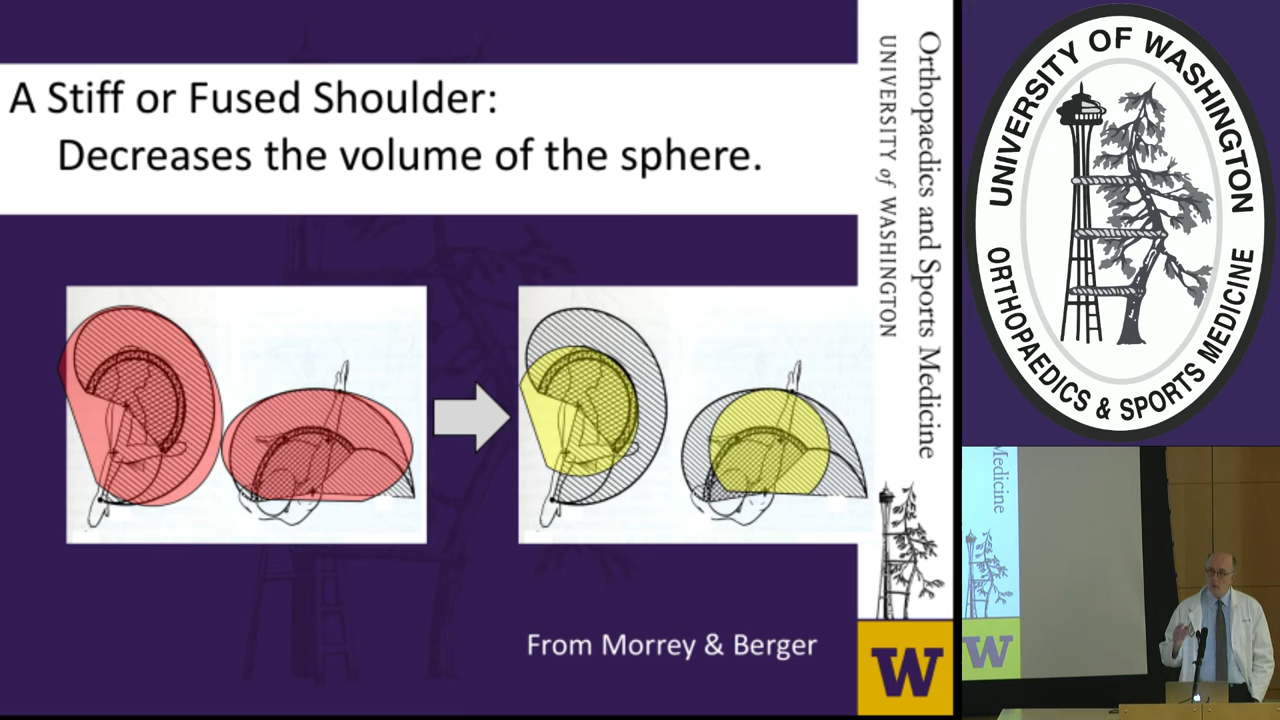 A Stiff or Fused Shoulder:
Decreases the volume of the sphere.
From Morrey & Berger
Orthopaedics and Sports Medicine
UNIVERSITY of WASHINGTON
W
UNIVERSITY OF WASHINGTON
ORTHOPAEDICS & SPORTS MEDICINE
Medicine
W